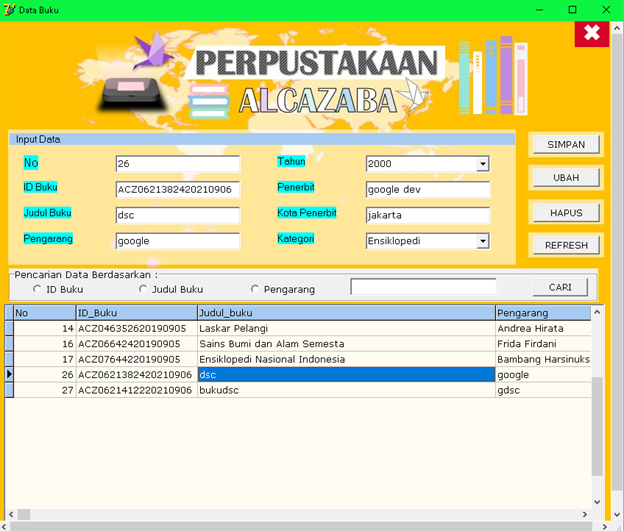 Data Buku
PERPUSTAKAAN
ALCAZABA
Input Data
No 26 Tahun 2000
ID Buku ACZ0621382420210906 Penerbit google dev
Judul Buku dsc Kota Penerbit jakarta
Pengarang google Kategori Ensiklopedi
SIMPAN
UBAH
HAPUS
REFRESH
Pencarian Data Berdasarkan :
ID Buku Judul Buku Pengarang CARI
No ID_Buku Judul_buku Pengarang
14 ACZ046352620190905 Laskar Pelangi Andrea Hirata
16 ACZ06642420190905 Sains Bumi dan Alam Semesta Frida Firdani
17 ACZ07644220190905 Ensiklopedi Nasional Indonesia Bambang Harsinuks
26 ACZ0621382420210906 dsc google
27 ACZ0621412220210906 bukudsc gdsc